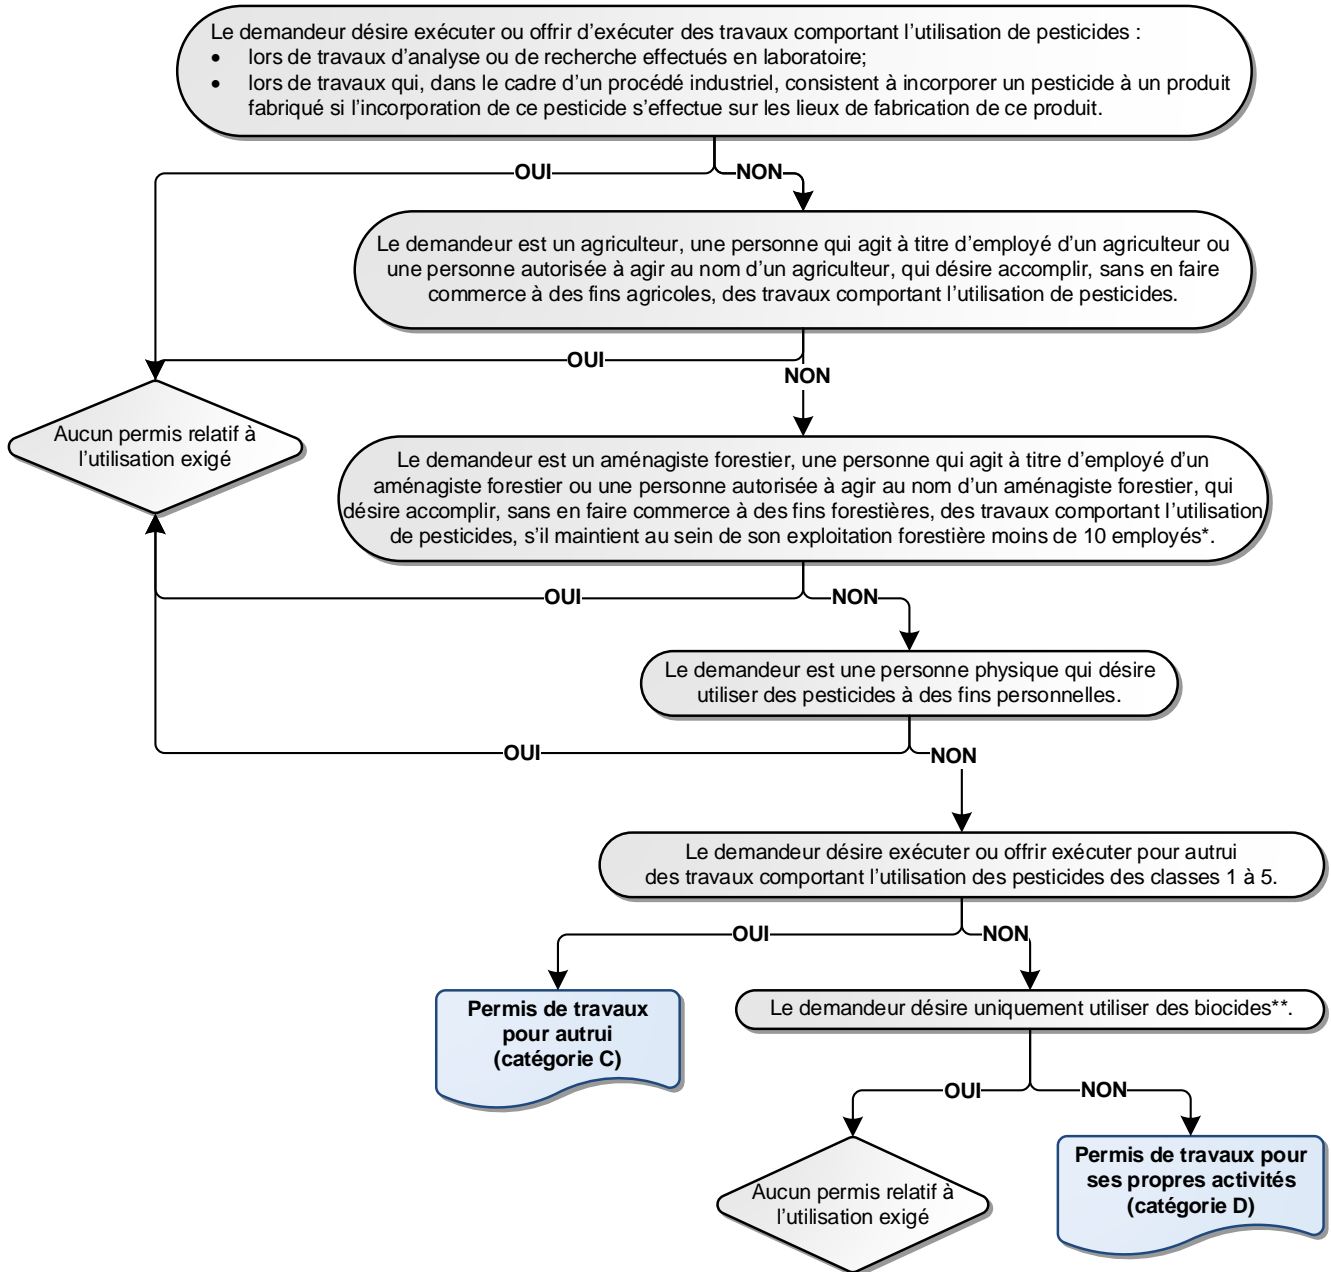 Le demandeur désire exécuter ou offrir d’exécuter des travaux comportant l’utilisation de pesticides :
• lors de travaux d’analyse ou de recherche effectués en laboratoire;
• lors de travaux qui, dans le cadre d’un procédé industriel, consistent à incorporer un pesticide à un produit
fabriqué si l’incorporation de ce pesticide s’effectue sur les lieux de fabrication de ce produit.
OUI
NON
Le demandeur est un agriculteur, une personne qui agit à titre d’employé d’un agriculteur ou
une personne autorisée à agir au nom d’un agriculteur, qui désire accomplir, sans en faire
commerce à des fins agricoles, des travaux comportant l’utilisation de pesticides.
OUI
NON
Aucun permis relatif à
l’utilisation exigé
Le demandeur est un aménagiste forestier, une personne qui agit à titre d’employé d’un
aménagiste forestier ou une personne autorisée à agir au nom d’un aménagiste forestier, qui
désire accomplir, sans en faire commerce à des fins forestières, des travaux comportant l’utilisation
de pesticides, s’il maintient au sein de son exploitation forestière moins de 10 employés*.
OUI
NON
Le demandeur est une personne physique qui désire
utiliser des pesticides à des fins personnelles.
OUI
NON
Le demandeur désire exécuter ou offrir exécuter pour autrui
des travaux comportant l’utilisation des pesticides des classes 1 à 5.
OUI
NON
Permis de travaux
pour autrui
(catégorie C)
Le demandeur désire uniquement utiliser des biocides**.
OUI
NON
Aucun permis relatif à
l’utilisation exigé
Permis de travaux pour
ses propres activités
(catégorie D)